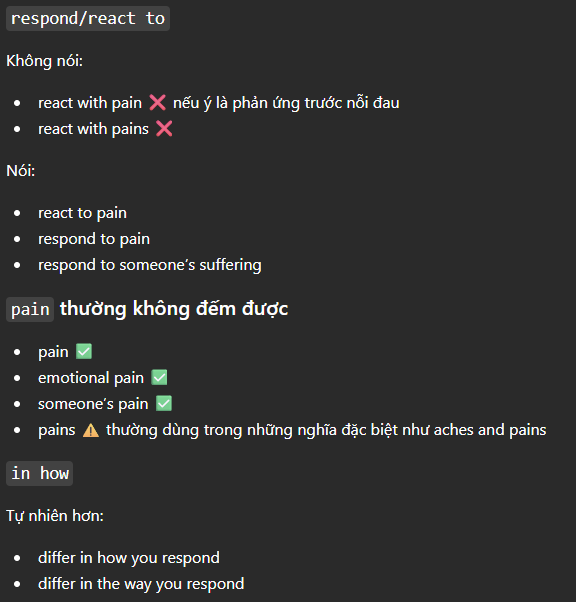 respond/react to
Không nói:
• react with pain ❌ nếu ý là phản ứng trước nỗi đau
• react with pains ❌
Nói:
• react to pain
• respond to pain
• respond to someone’s suffering
pain thường không đếm được
• pain ✅
• emotional pain ✅
• someone’s pain ✅
• pains ⚠️ thường dùng trong những nghĩa đặc biệt như aches and pains
in how
Tự nhiên hơn:
• differ in how you respond
• differ in the way you respond